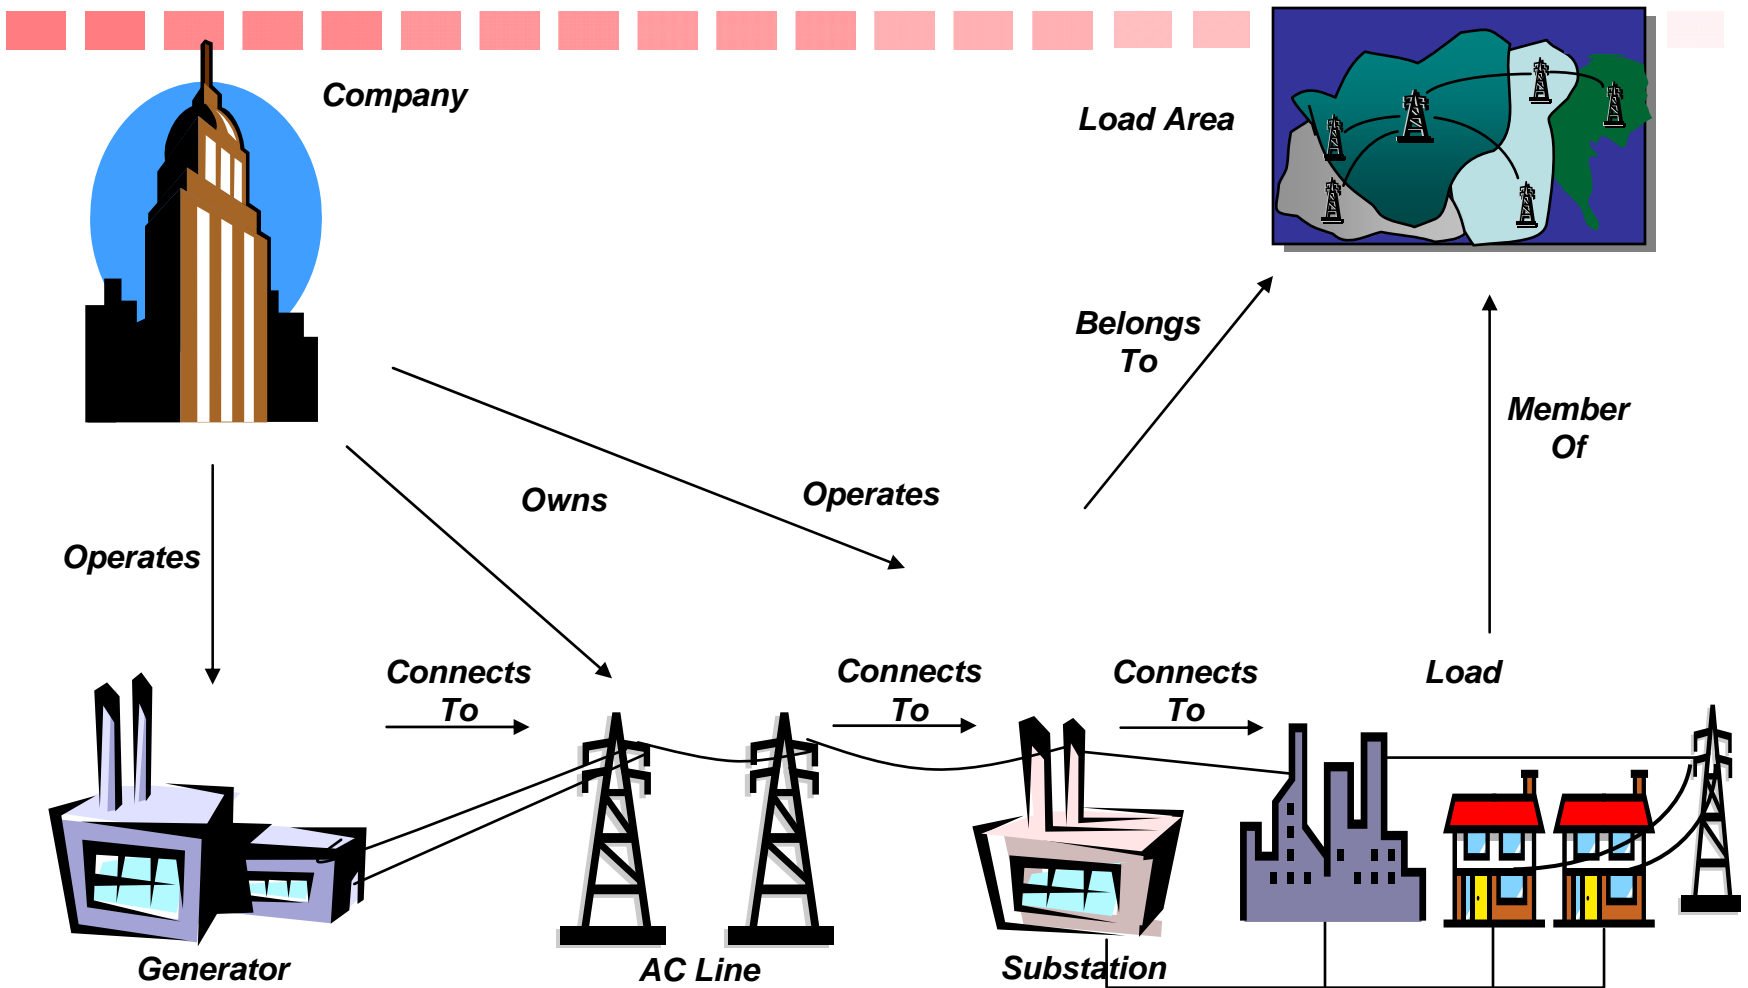 Company
Load Area
Belongs
To
Member
Of
Owns
Operates
Operates
Connects
To
Connects
To
Connects
To
Load
Generator
AC Line
Substation